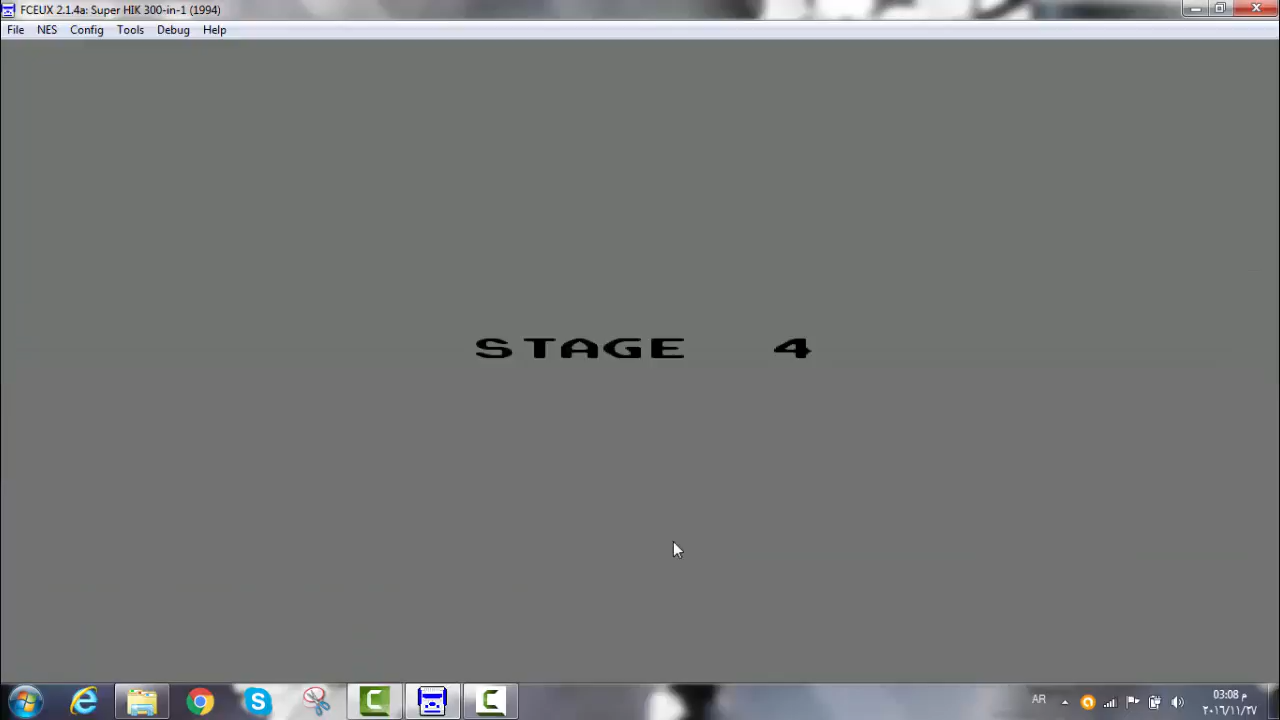 FCEUX 2.1.4a: Super HIK 300-in-1 (1994)
File NES Config Tools Debug Help
STAGE 4
AR
03:08 م
٢٠١٦/١١/٢٧